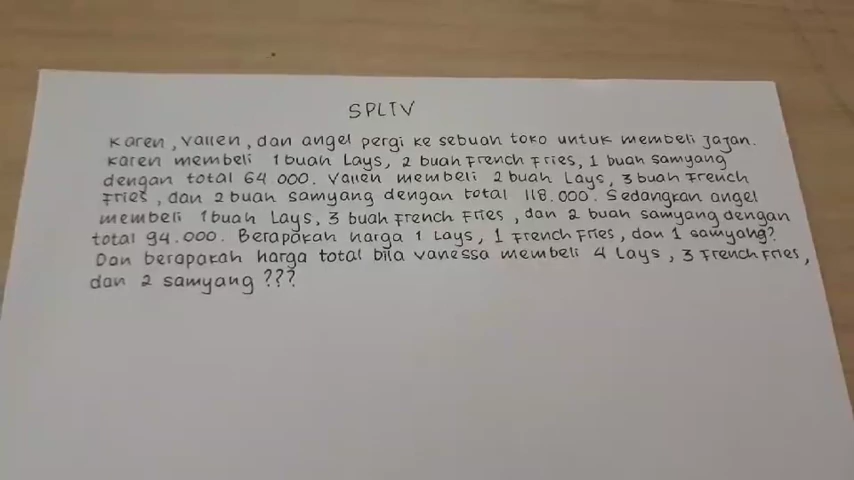 SPLTV
Karen, Vallen, dan angel pergi ke sebuah toko untuk membeli jajan.
Karen membeli 1 buah Lays, 2 buah French Fries, 1 buah samyang
dengan total 64 000. Vallen membeli 2 buah Lays, 3 buah French
Fries, dan 2 buah samyang dengan total 118.000. Sedangkan angel
membeli 1 buah Lays, 3 buah French Fries, dan 2 buah samyang dengan
total 94.000. Berapakah harga 1 Lays, 1 French Fries, dan 1 samyang?
Dan berapakah harga total bila vanessa membeli 4 Lays, 3 French Fries,
dan 2 samyang ???